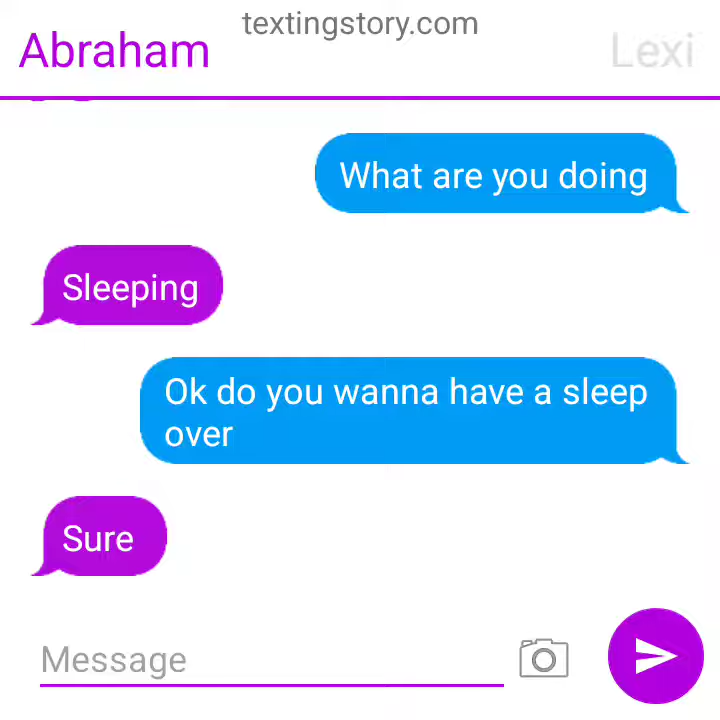 textingstory.com
Abraham
Lexi
What are you doing
Sleeping
Ok do you wanna have a sleep
over
Sure
Message